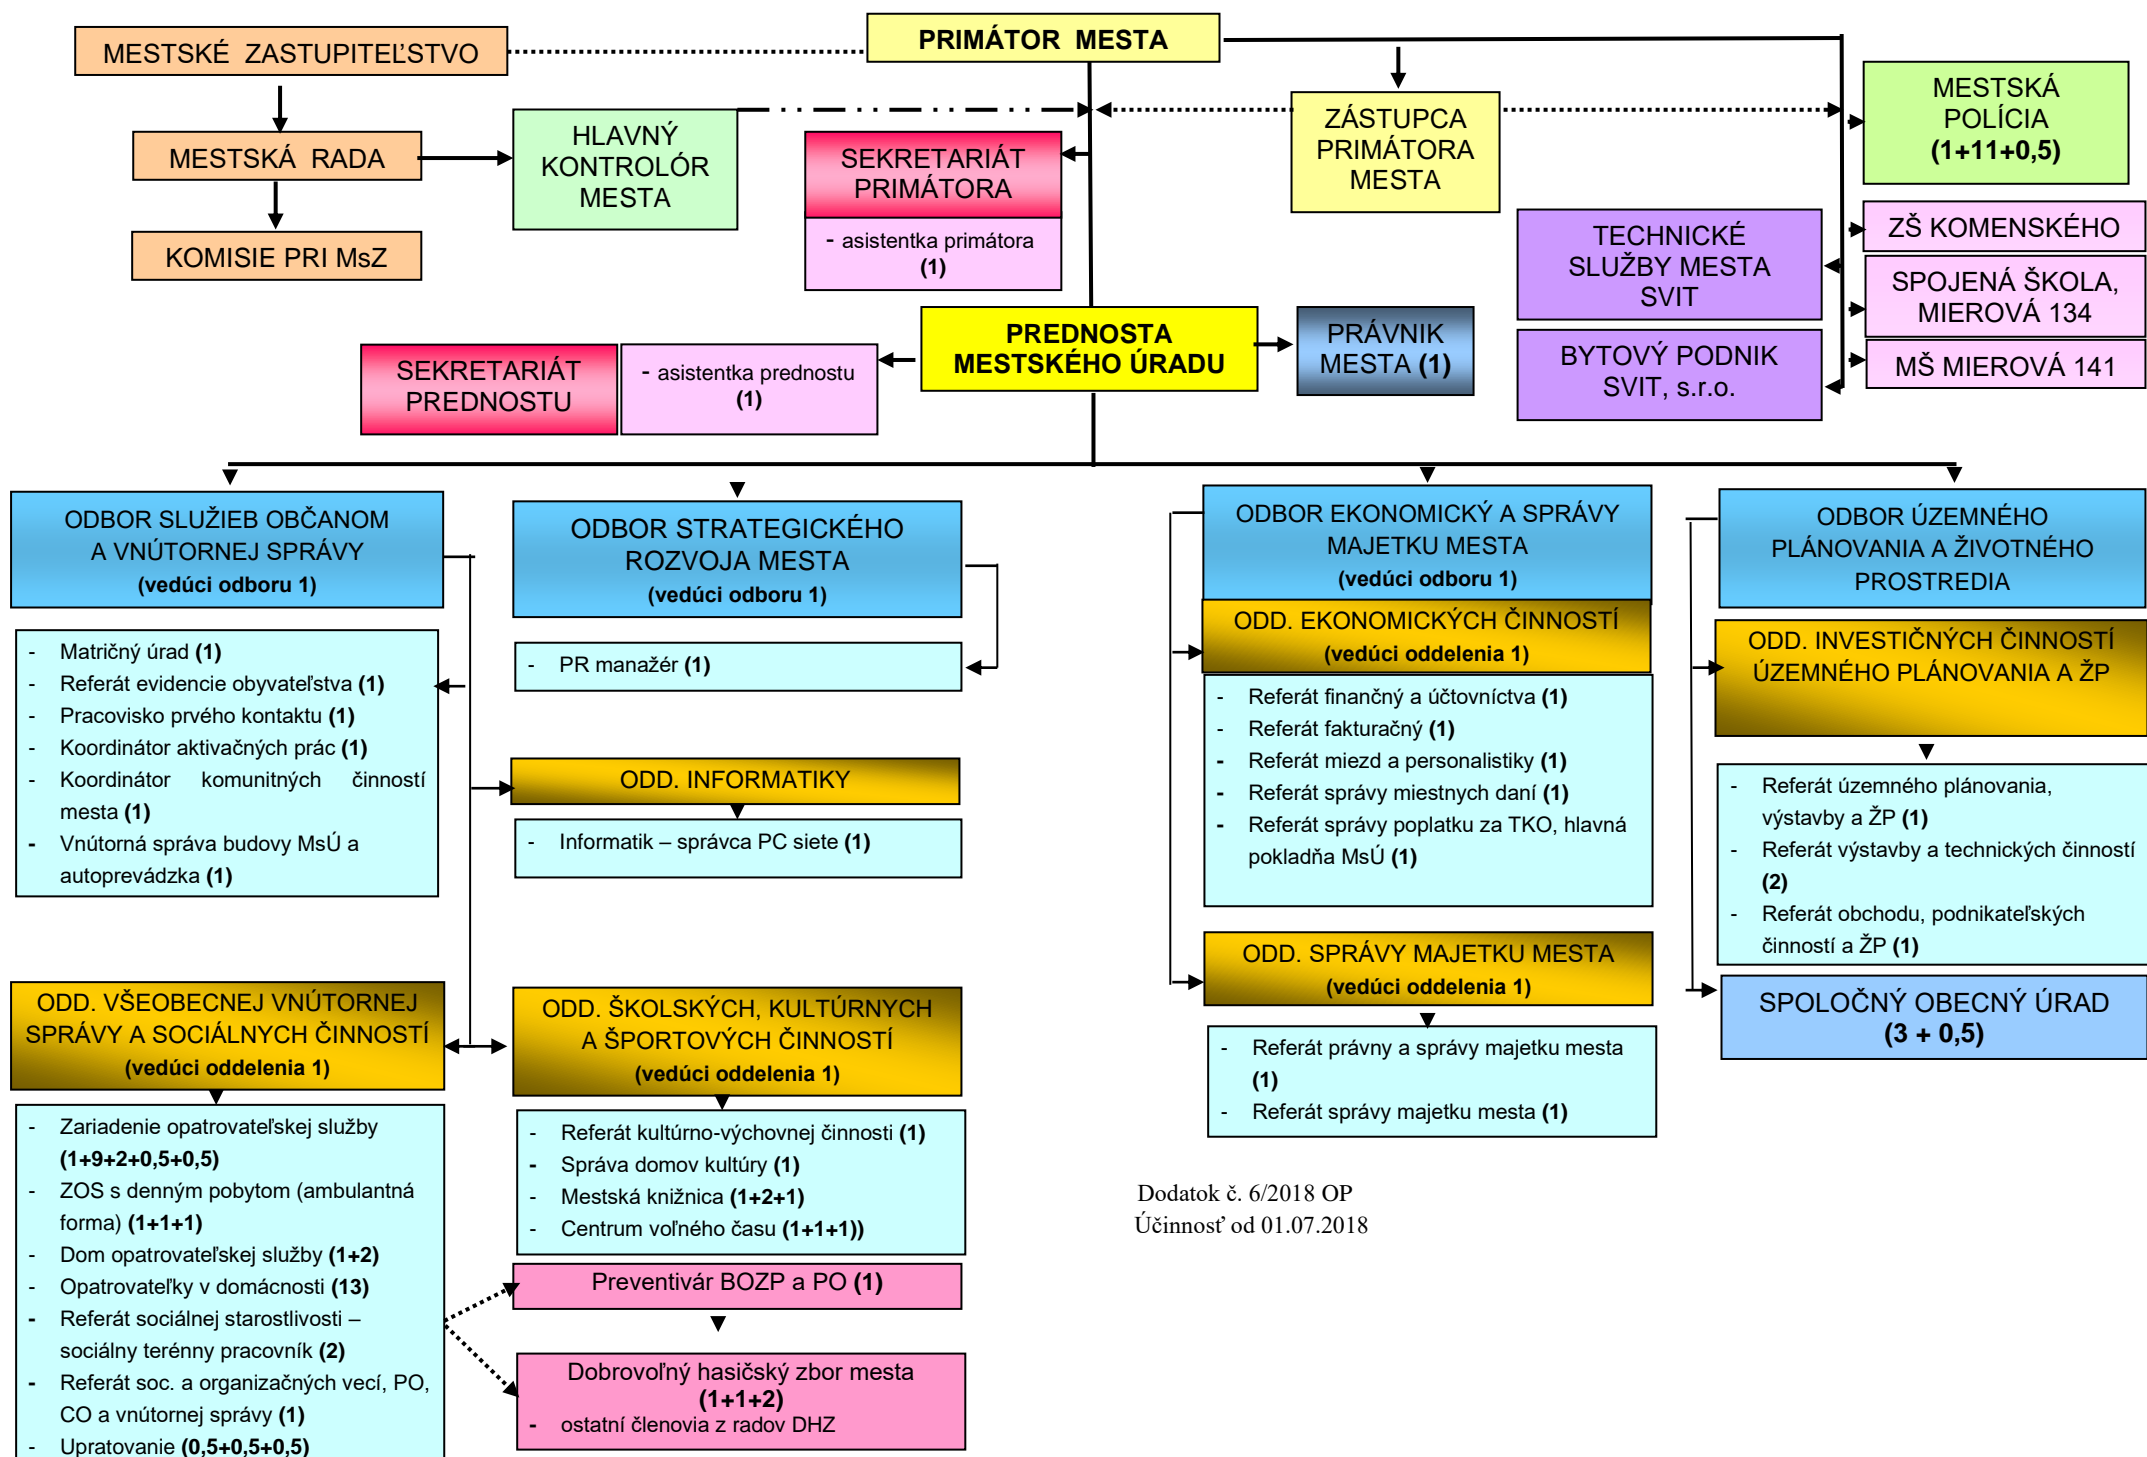 PRIMÁTOR MESTA
MESTSKÉ ZASTUPITEĽSTVO
MESTSKÁ RADA
KOMISIE PRI MsZ
HLAVNÝ
KONTROLÓR
MESTA
SEKRETARIÁT
PRIMÁTORA
- asistentka primátora
(1)
ZÁSTUPCA
PRIMÁTORA
MESTA
MESTSKÁ
POLÍCIA
(1+11+0,5)
TECHNICKÉ
SLUŽBY MESTA
SVIT
ZŠ KOMENSKÉHO
SPOJENÁ ŠKOLA,
MIEROVÁ 134
MŠ MIEROVÁ 141
BYTOVÝ PODNIK
SVIT, s.r.o.
PREDNOSTA
MESTSKÉHO ÚRADU
PRÁVNIK
MESTA (1)
SEKRETARIÁT
PREDNOSTU
- asistentka prednostu
(1)
ODBOR SLUŽIEB OBČANOM
A VNÚTORNEJ SPRÁVY
(vedúci odboru 1)
- Matričný úrad (1)
- Referát evidencie obyvateľstva (1)
- Pracovisko prvého kontaktu (1)
- Koordinátor aktivačných prác (1)
- Koordinátor komunitných činností
mesta (1)
- Vnútorná správa budovy MsÚ a
autoprevádzka (1)
ODBOR STRATEGICKÉHO
ROZVOJA MESTA
(vedúci odboru 1)
- PR manažér (1)
ODD. INFORMATIKY
- Informatik – správca PC siete (1)
ODBOR EKONOMICKÝ A SPRÁVY
MAJETKU MESTA
(vedúci odboru 1)
ODD. EKONOMICKÝCH ČINNOSTÍ
(vedúci oddelenia 1)
- Referát finančný a účtovníctva (1)
- Referát fakturačný (1)
- Referát miezd a personalistiky (1)
- Referát správy miestnych daní (1)
- Referát správy poplatku za TKO, hlavná
pokladňa MsÚ (1)
ODD. SPRÁVY MAJETKU MESTA
(vedúci oddelenia 1)
- Referát právny a správy majetku mesta
(1)
- Referát správy majetku mesta (1)
ODBOR ÚZEMNÉHO
PLÁNOVANIA A ŽIVOTNÉHO
PROSTREDIA
ODD. INVESTIČNÝCH ČINNOSTÍ
ÚZEMNÉHO PLÁNOVANIA A ŽP
- Referát územného plánovania,
výstavby a ŽP (1)
- Referát výstavby a technických činností
(2)
- Referát obchodu, podnikateľských
činností a ŽP (1)
SPOLOČNÝ OBECNÝ ÚRAD
(3 + 0,5)
ODD. VŠEOBECNEJ VNÚTORNEJ
SPRÁVY A SOCIÁLNYCH ČINNOSTÍ
(vedúci oddelenia 1)
- Zariadenie opatrovateľskej služby
(1+9+2+0,5+0,5)
- ZOS s denným pobytom (ambulantná
forma) (1+1+1)
- Dom opatrovateľskej služby (1+2)
- Opatrovateľky v domácnosti (13)
- Referát sociálnej starostlivosti –
sociálny terénny pracovník (2)
- Referát soc. a organizačných vecí, PO,
CO a vnútornej správy (1)
- Upratovanie (0,5+0,5+0,5)
ODD. ŠKOLSKÝCH, KULTÚRNYCH
A ŠPORTOVÝCH ČINNOSTÍ
(vedúci oddelenia 1)
- Referát kultúrno-výchovnej činnosti (1)
- Správa domov kultúry (1)
- Mestská knižnica (1+2+1)
- Centrum voľného času (1+1+1))
Preventivár BOZP a PO (1)
Dobrovoľný hasičský zbor mesta
(1+1+2)
- ostatní členovia z radov DHZ
Dodatok č. 6/2018 OP
Účinnosť od 01.07.2018